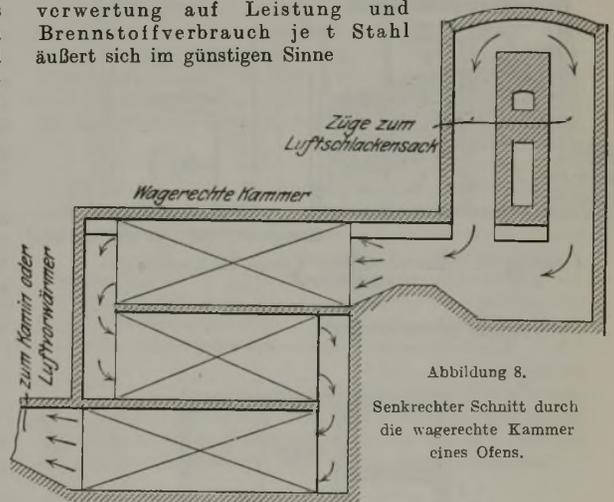 verwertung auf Leistung und
Brennstoffverbrauch je t Stahl
äußert sich im günstigen Sinne
Züge zum
Luftschlackensack
Wagerechte Kammer
zum Kamin oder
Luftvorwärmer
Abbildung 8.
Senkrechter Schnitt durch
die wagerechte Kammer
eines Ofens.